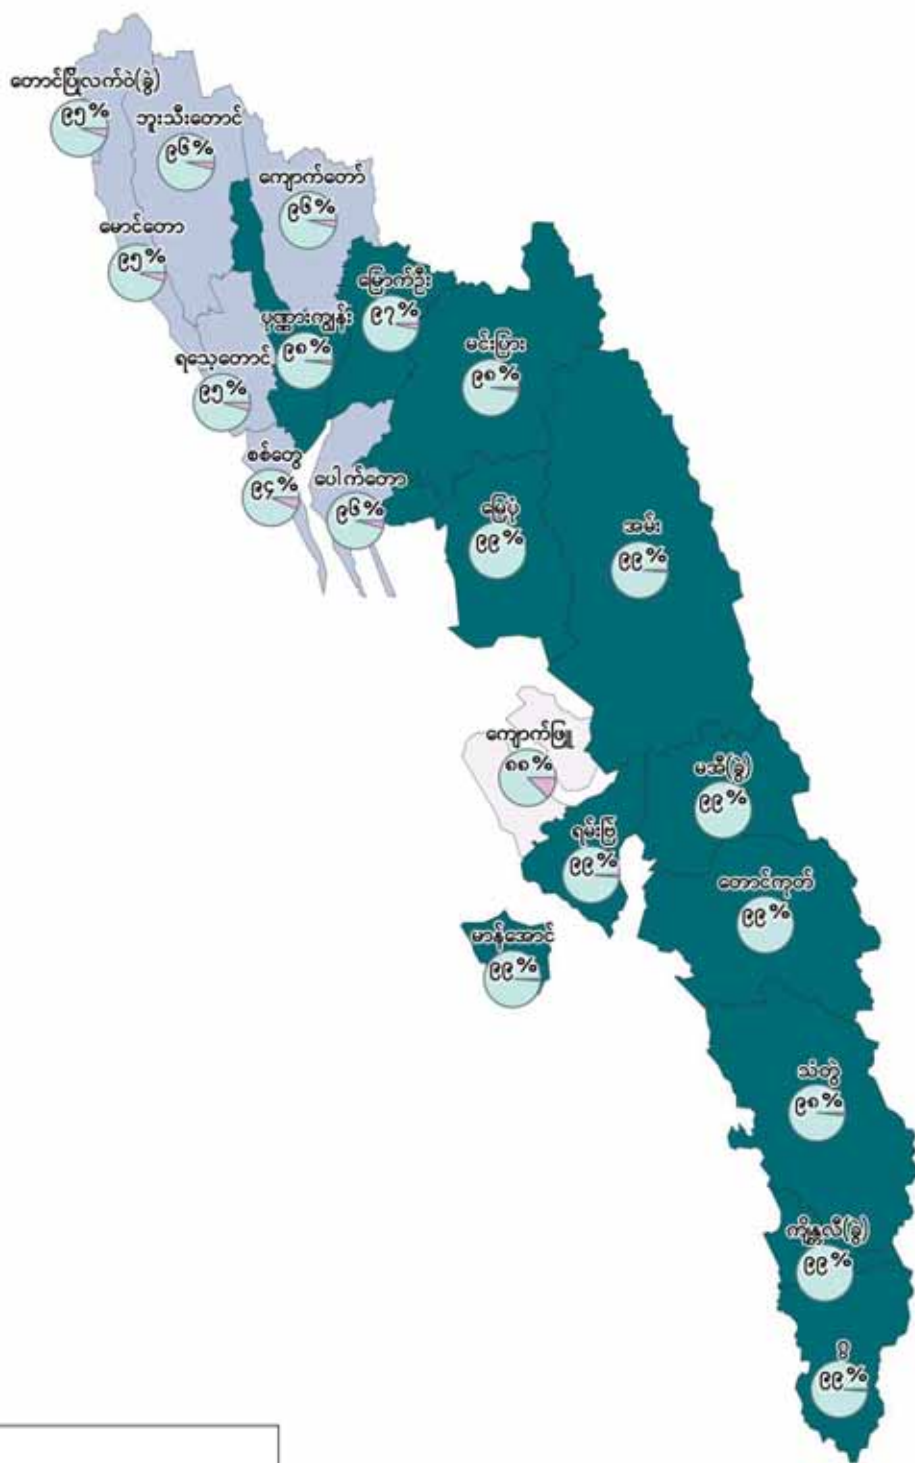 တောင်ပြိုလက်ဝဲ(ခွဲ)
၉၅%
ဘူးသီးတောင်
၉၆%
ကျောက်တော်
၉၆%
မောင်တော
၉၅%
မြောက်ဦး
၉၇%
ပုဏ္ဏားကျွန်း
၉၈%
မင်းပြား
၉၈%
ရသေ့တောင်
၉၅%
စစ်တွေ
၉၄%
ပေါက်တော
၉၆%
မြေပုံ
၉၉%
အမ်း
၉၉%
ကျောက်ဖြူ
၈၈%
မအီ(ခွဲ)
၉၉%
ရမ်းဗြဲ
၉၉%
တောင်ကုတ်
၉၉%
မာန်အောင်
၉၉%
သံတွဲ
၉၈%
ကျိန္တလီ(ခွဲ)
၉၉%
ဂွ
၉၉%